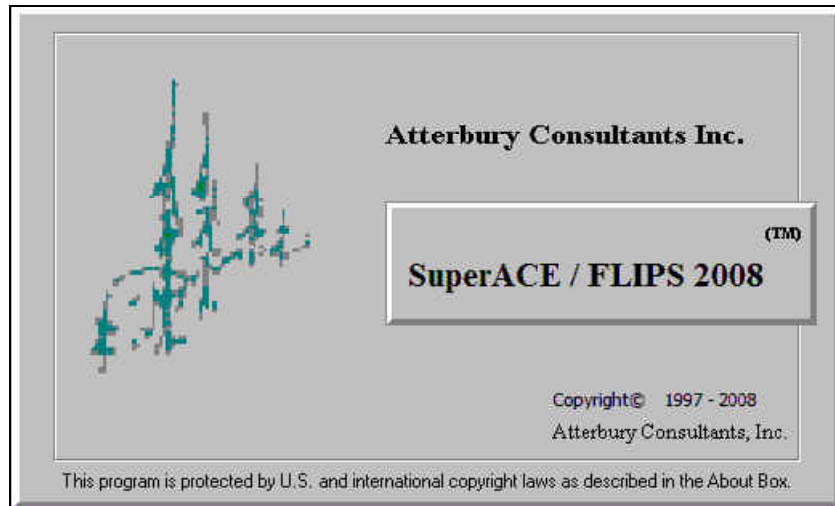 Atterbury Consultants Inc.
(TM)
SuperACE / FLIPS 2008
Copyright© 1997 - 2008
Atterbury Consultants, Inc.
This program is protected by U.S. and international copyright laws as described in the About Box.